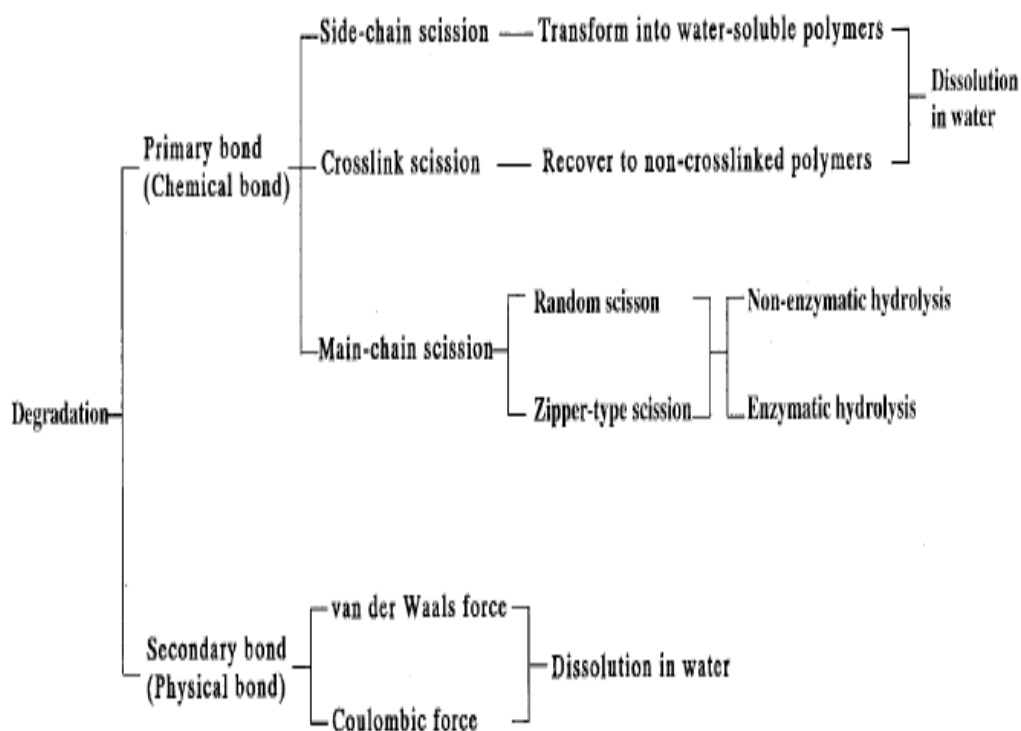 Side-chain scission
Transform into water-soluble polymers
Dissolution
in water
Primary bond
(Chemical bond)
Crosslink scission
Recover to non-crosslinked polymers
Random scisson
Non-enzymatic hydrolysis
Main-chain scission
Degradation
Zipper-type scission
Enzymatic hydrolysis
van der Waals force
Secondary bond
(Physical bond)
Dissolution in water
Coulombic force